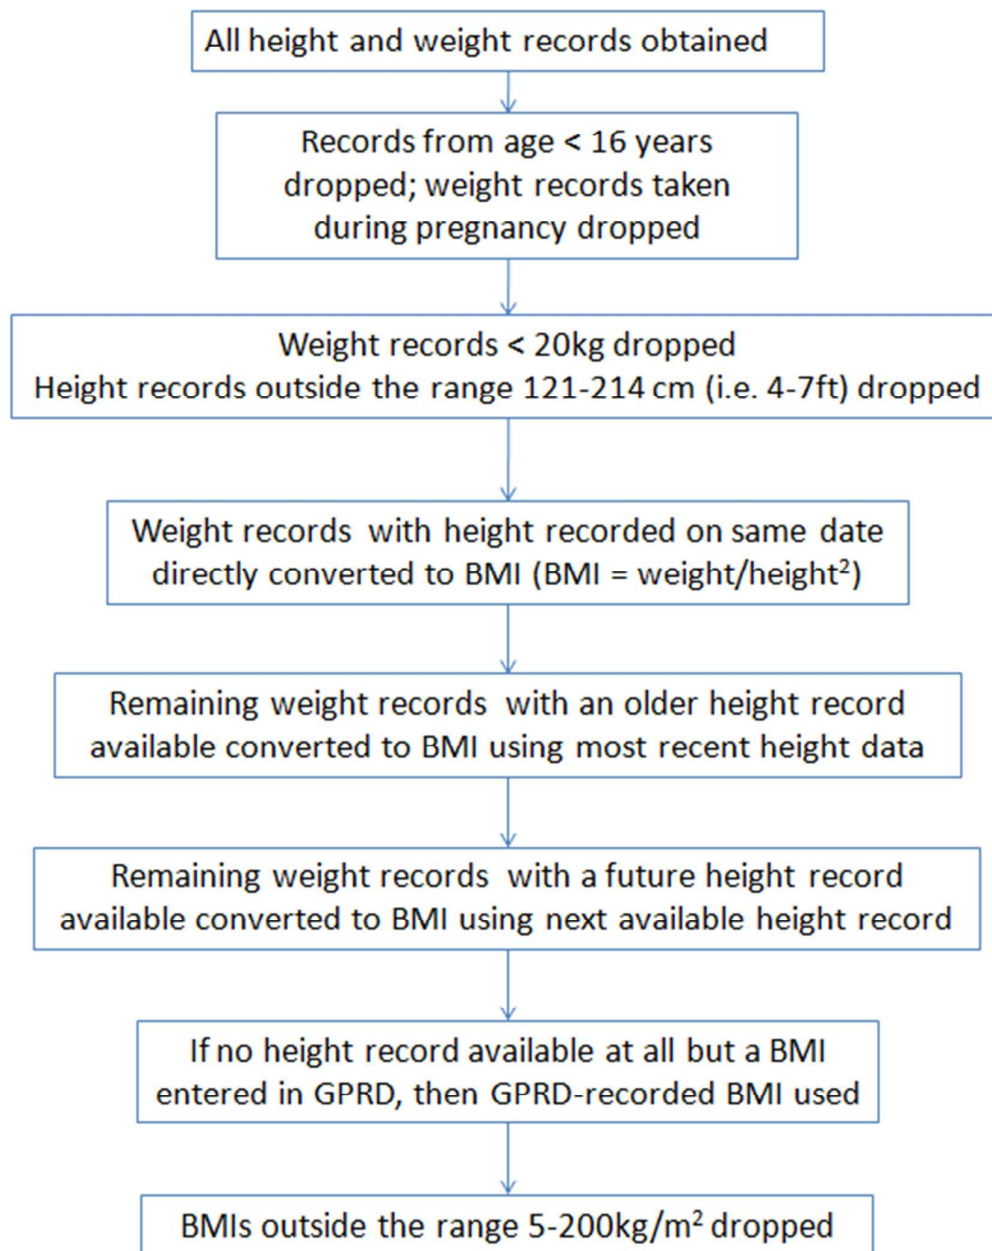 All height and weight records obtained
Records from age < 16 years
dropped; weight records taken
during pregnancy dropped
Weight records < 20kg dropped
Height records outside the range 121-214 cm (i.e. 4-7ft) dropped
Weight records  with height recorded on same date
directly converted to BMI (BMI = weight/height²)
Remaining weight records  with an older height record
available converted to BMI using most recent height data
Remaining weight records  with a future height record
available converted to BMI using next available height record
If no height record available at all but a BMI
entered in GPRD, then GPRD-recorded BMI used
BMIs outside the range 5-200kg/m² dropped